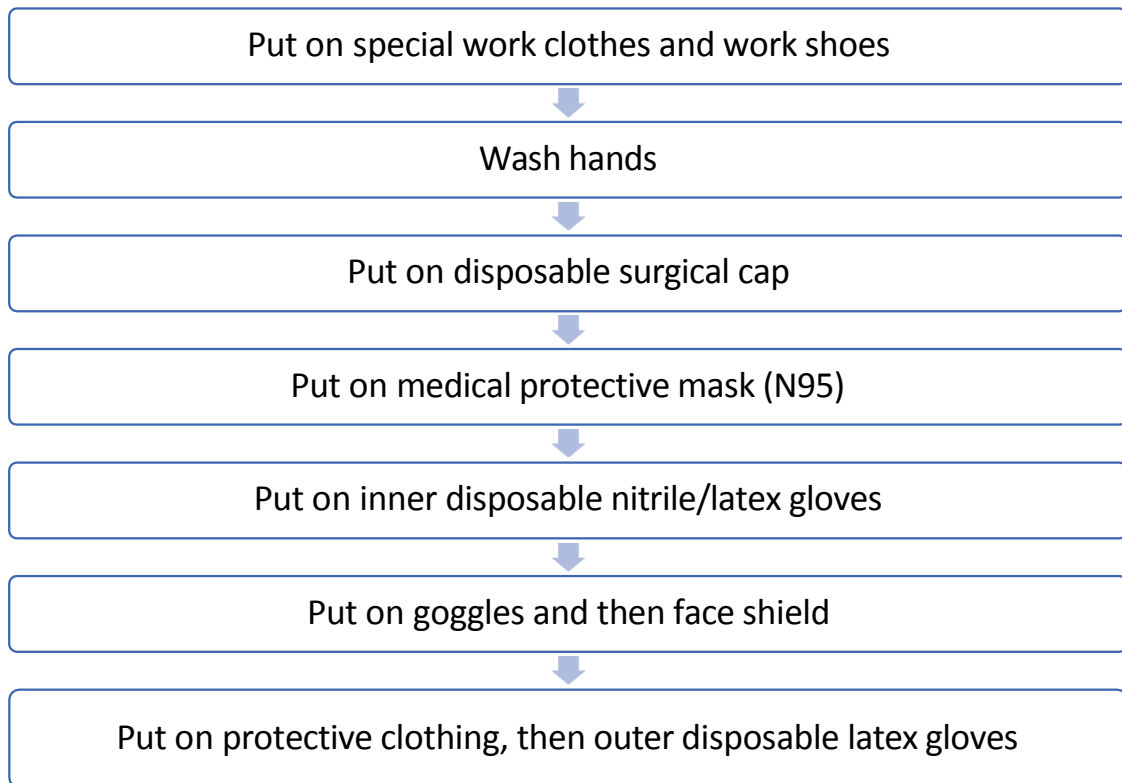 Put on special work clothes and work shoes
Wash hands
Put on disposable surgical cap
Put on medical protective mask (N95)
Put on inner disposable nitrile/latex gloves
Put on goggles and then face shield
Put on protective clothing, then outer disposable latex gloves